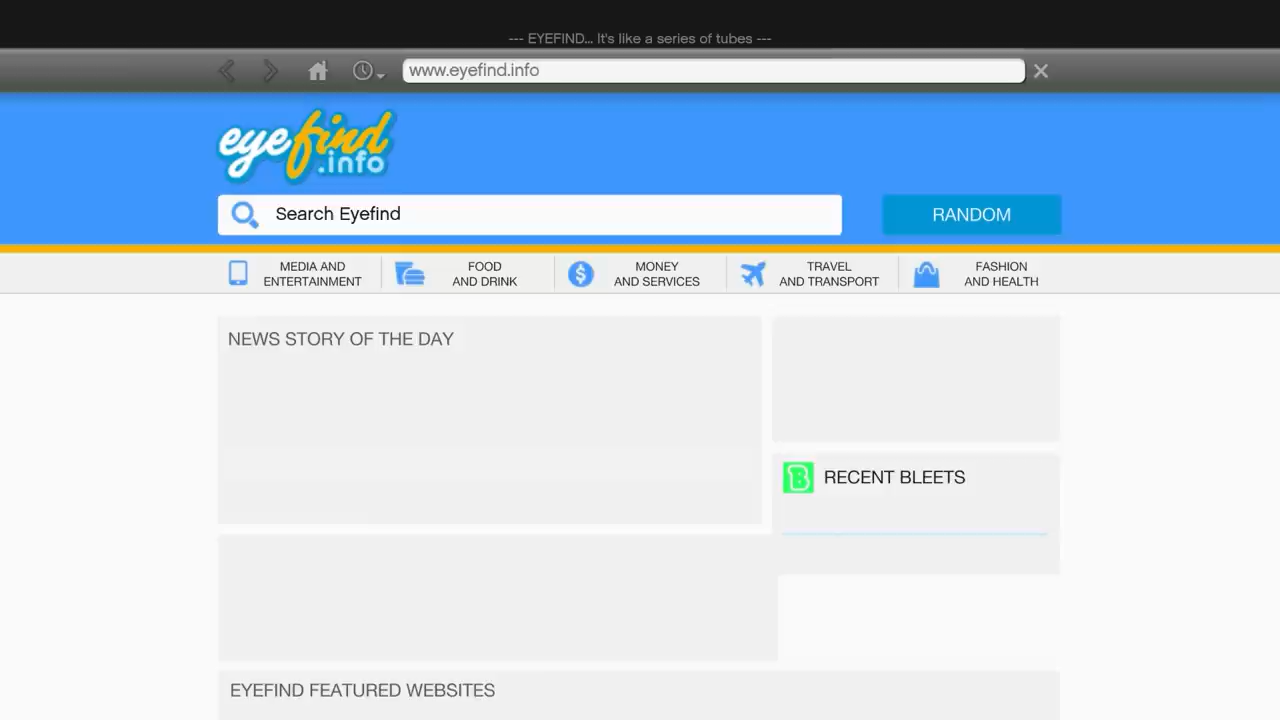 --- EYEFIND... It's like a series of tubes ---
www.eyefind.info
eyefind
.info
Search Eyefind
RANDOM
MEDIA AND
ENTERTAINMENT
FOOD
AND DRINK
MONEY
AND SERVICES
TRAVEL
AND TRANSPORT
FASHION
AND HEALTH
NEWS STORY OF THE DAY
B
RECENT BLEETS
EYEFIND FEATURED WEBSITES